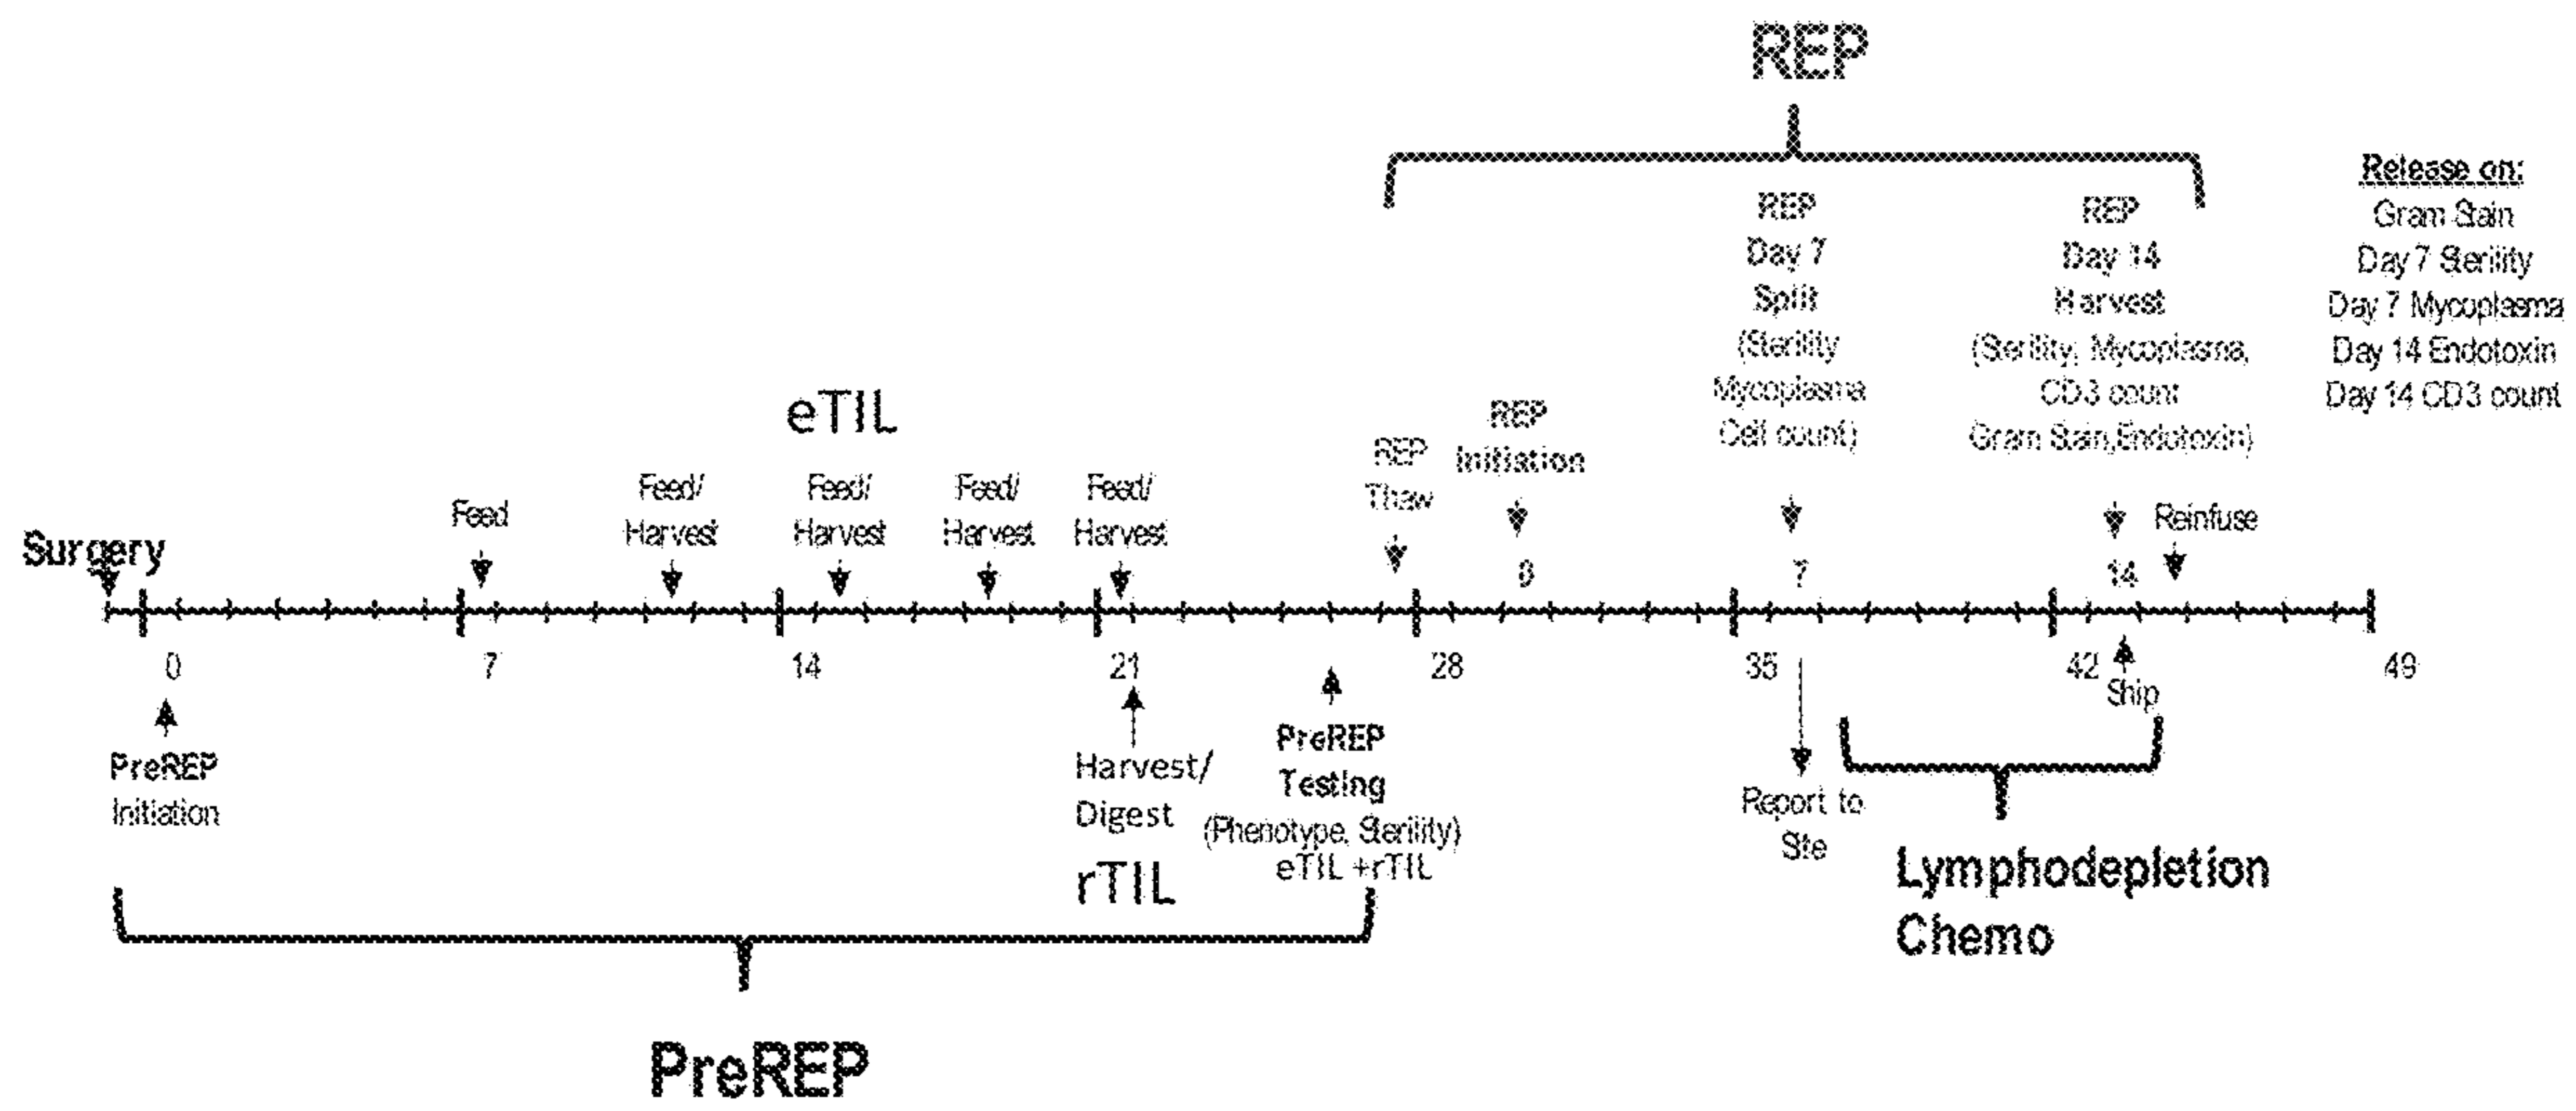 REP
Release on:
Gram Stain
Day 7 Sterility
Day 7 Mycoplasma
Day 14 Endotoxin
Day 14 CD3 count
REP
Day 7
Split
(Sterility
Mycoplasma
Cell count)
REP
Day 14
Harvest
(Sterility, Mycoplasma,
CD3 count
Gram Stain,Endotoxin)
eTIL
REP
Thaw
REP
Initiation
Surgery
Feed
Feed/
Harvest
Feed/
Harvest
Feed/
Harvest
Feed/
Harvest
Reinfuse
0
7
14
0
7
14
21
28
35
42
49
Ship
PreREP
Initiation
Harvest/
Digest
rTIL
PreREP
Testing
(Phenotype, Sterility)
eTIL +rTIL
Report to
Site
Lymphodepletion
Chemo
PreREP